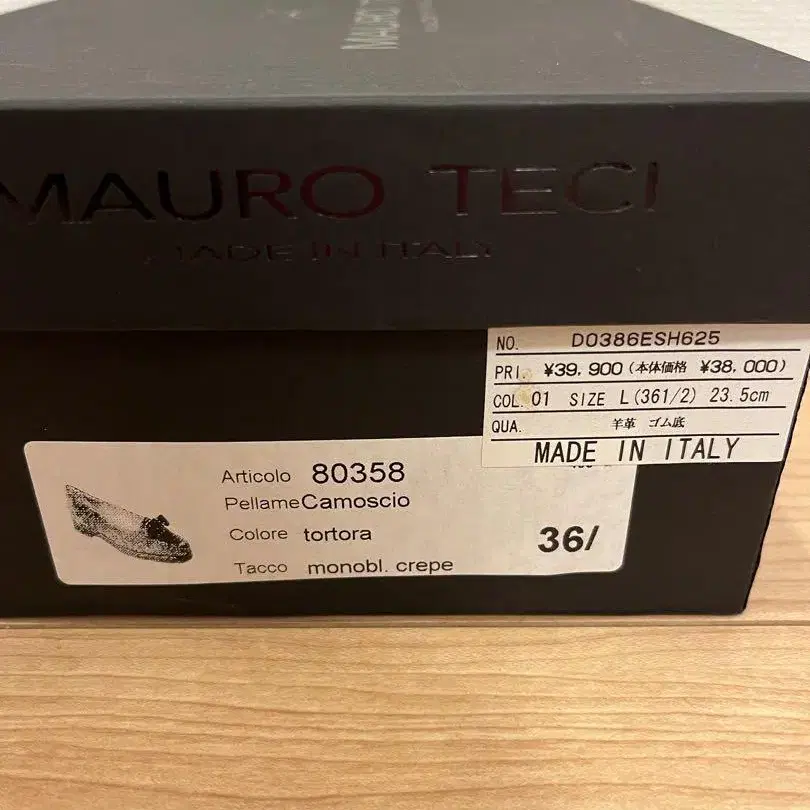 MAURO TECI
MADE IN ITALY
NO. D0386ESH625
PRI. ¥39,900(本体価格 ¥38,000)
COL. 01 SIZE L(361/2) 23.5cm
QUA. 羊革 ゴム底
MADE IN ITALY
Articolo 80358
Pellame Camoscio
Colore tortora
36/
Tacco monobl. crepe